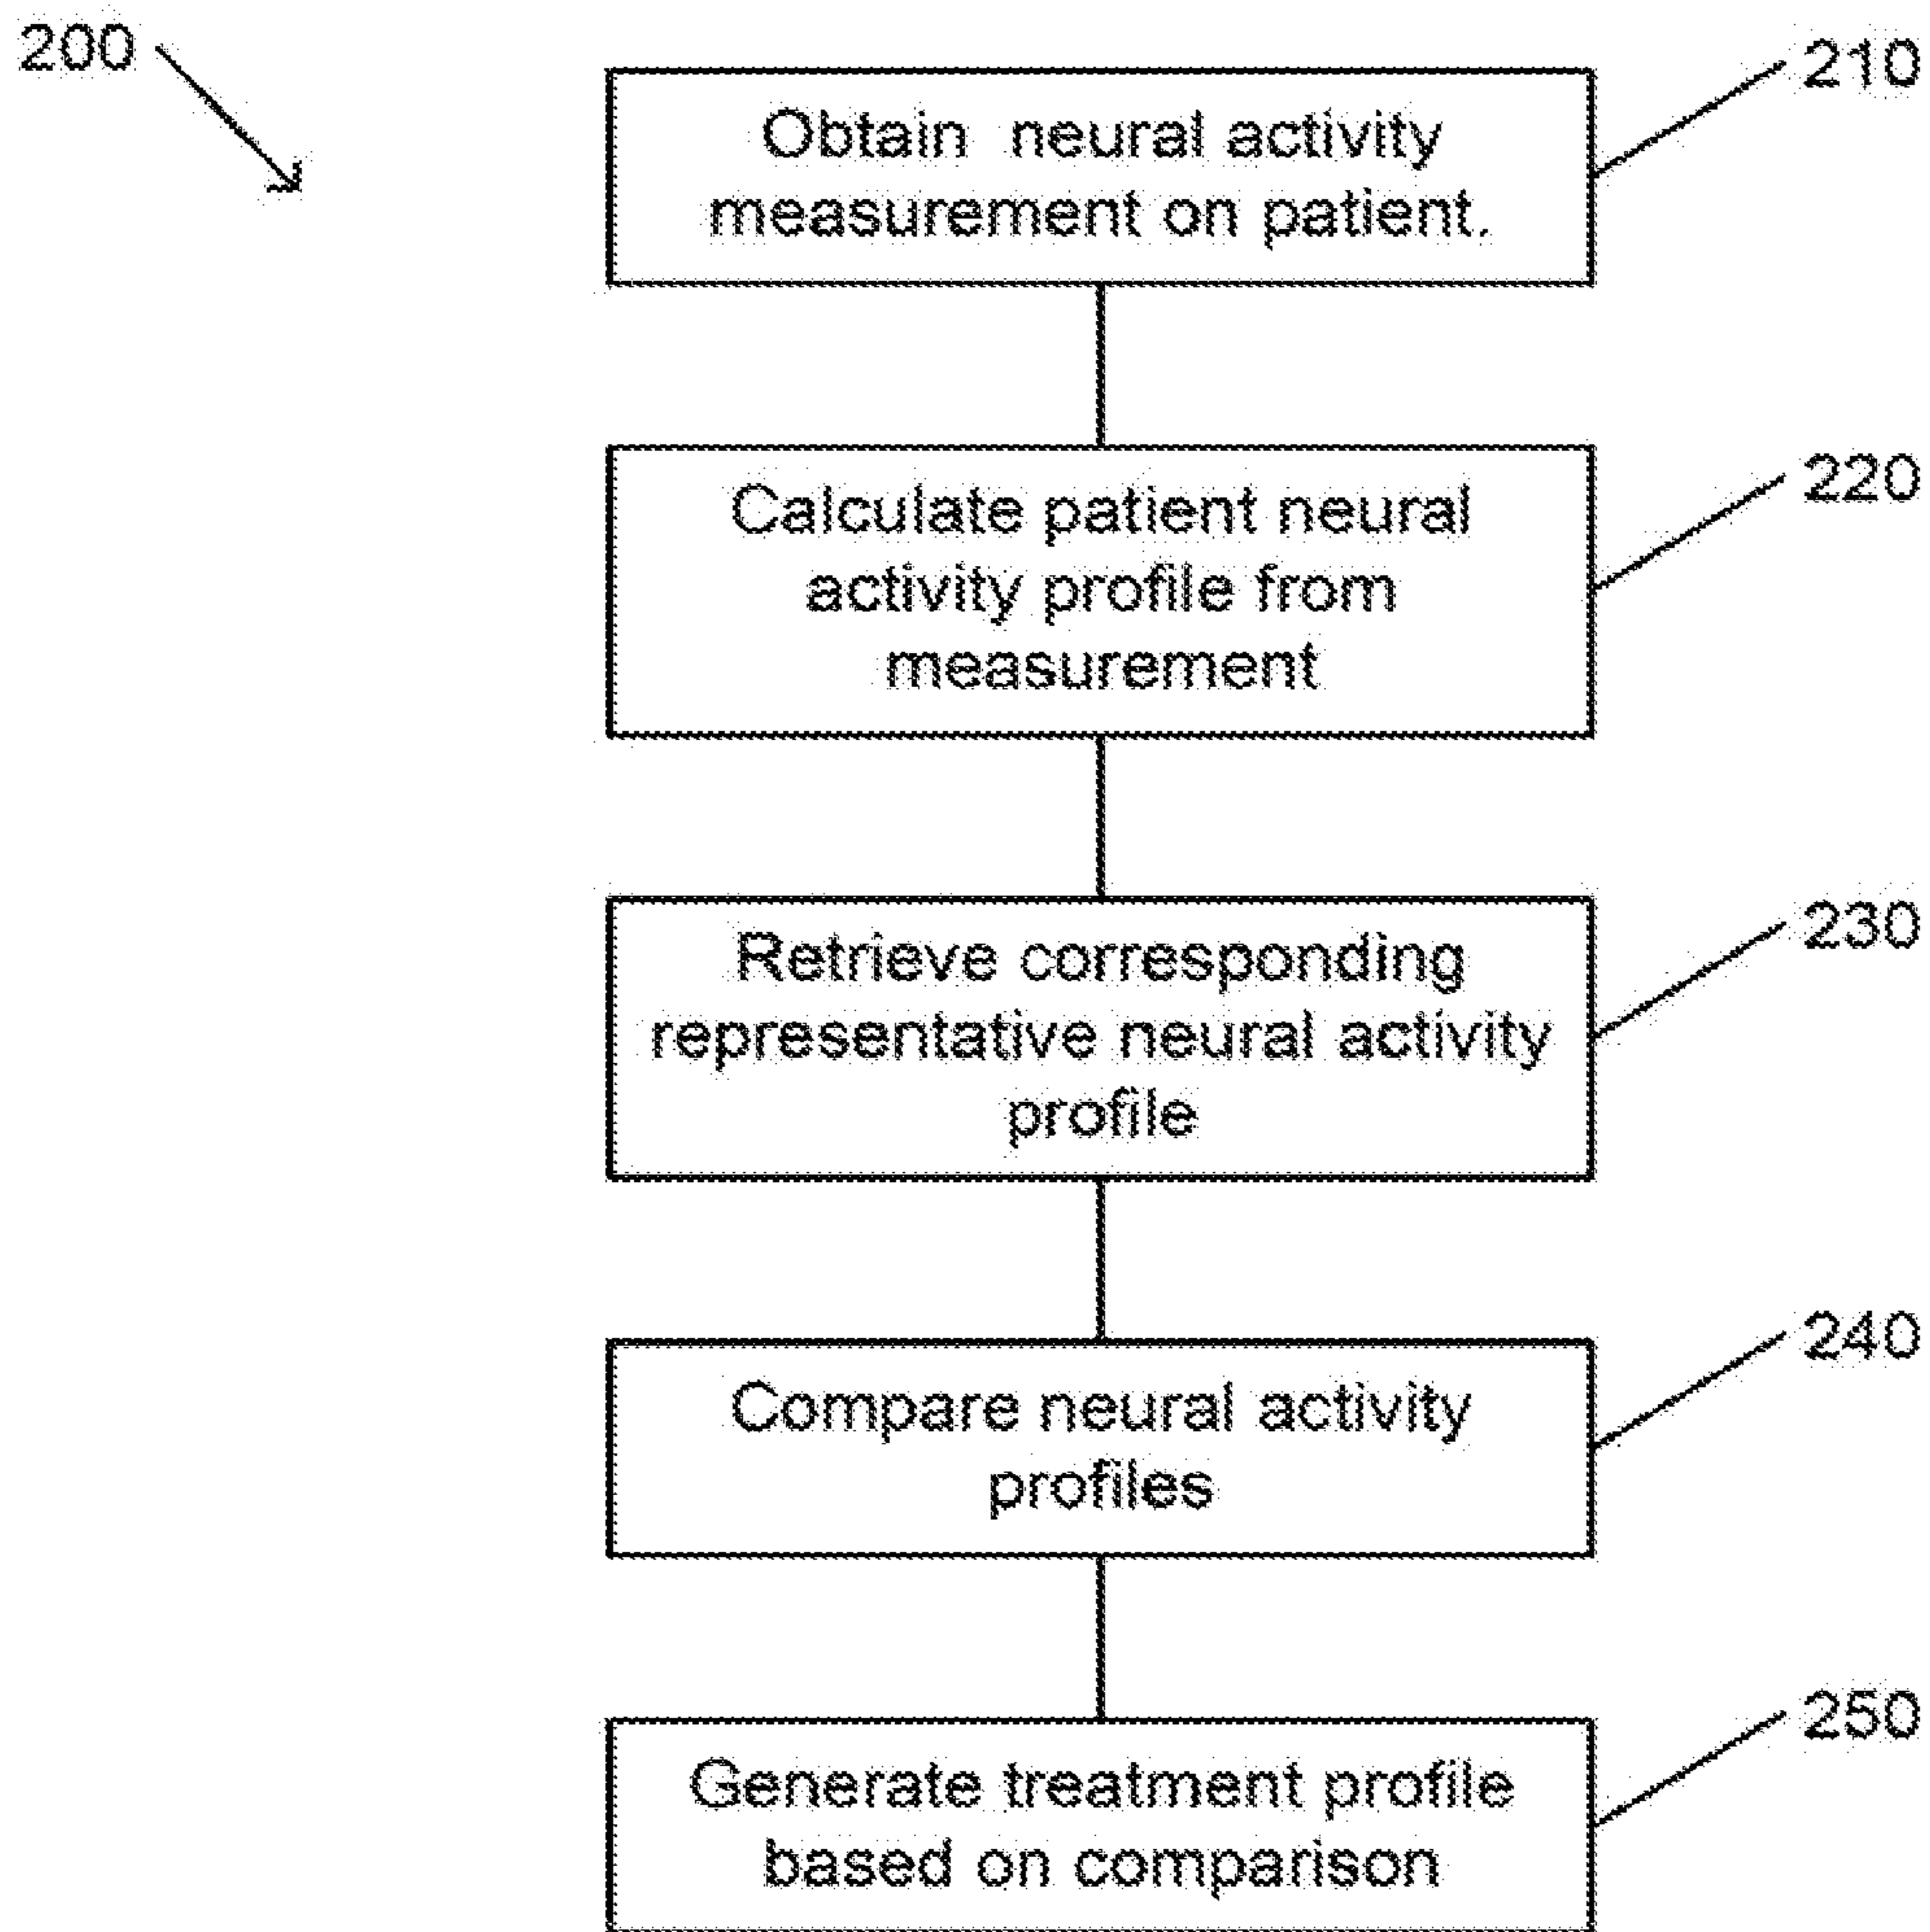 200
210
Obtain neural activity
measurement on patient.
220
Calculate patient neural
activity profile from
measurement
230
Retrieve corresponding
representative neural activity
profile
240
Compare neural activity
profiles
250
Generate treatment profile
based on comparison